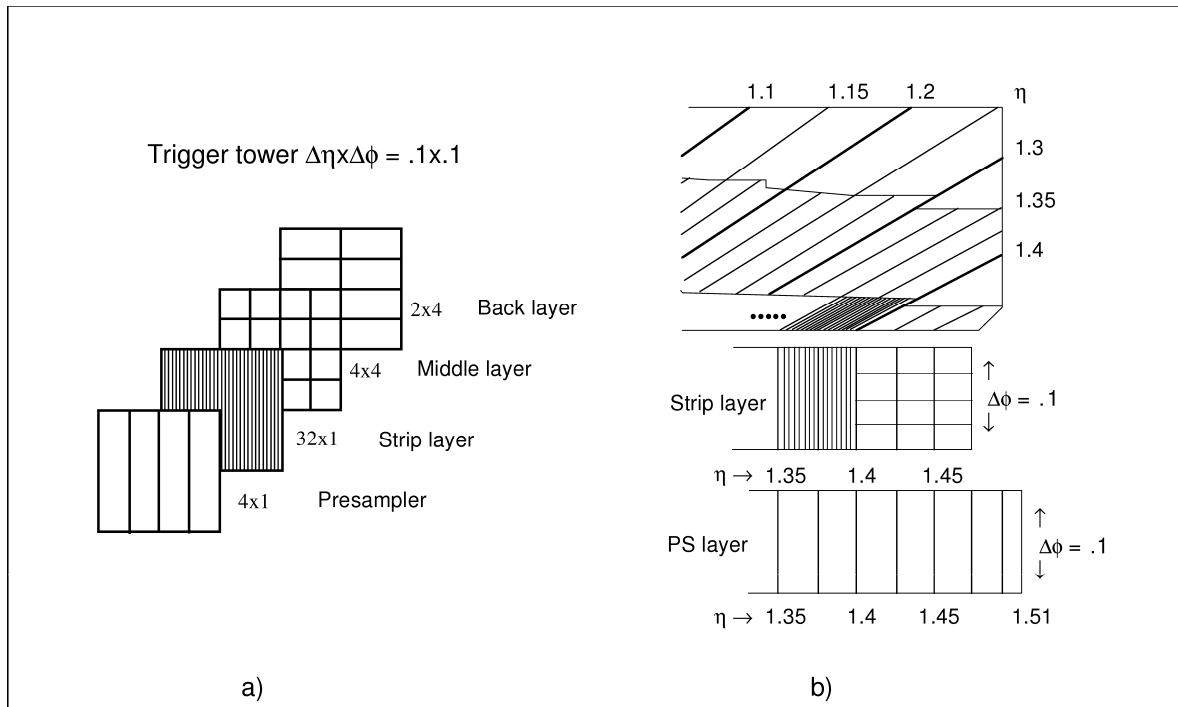 Trigger tower ΔηxΔϕ = .1x.1
2x4 Back layer
4x4 Middle layer
32x1 Strip layer
4x1 Presampler
a)
1.1 1.15 1.2 η
1.3
1.35
1.4
Strip layer
↑
Δϕ = .1
↓
η → 1.35 1.4 1.45
PS layer
↑
Δϕ = .1
↓
η → 1.35 1.4 1.45 1.51
b)